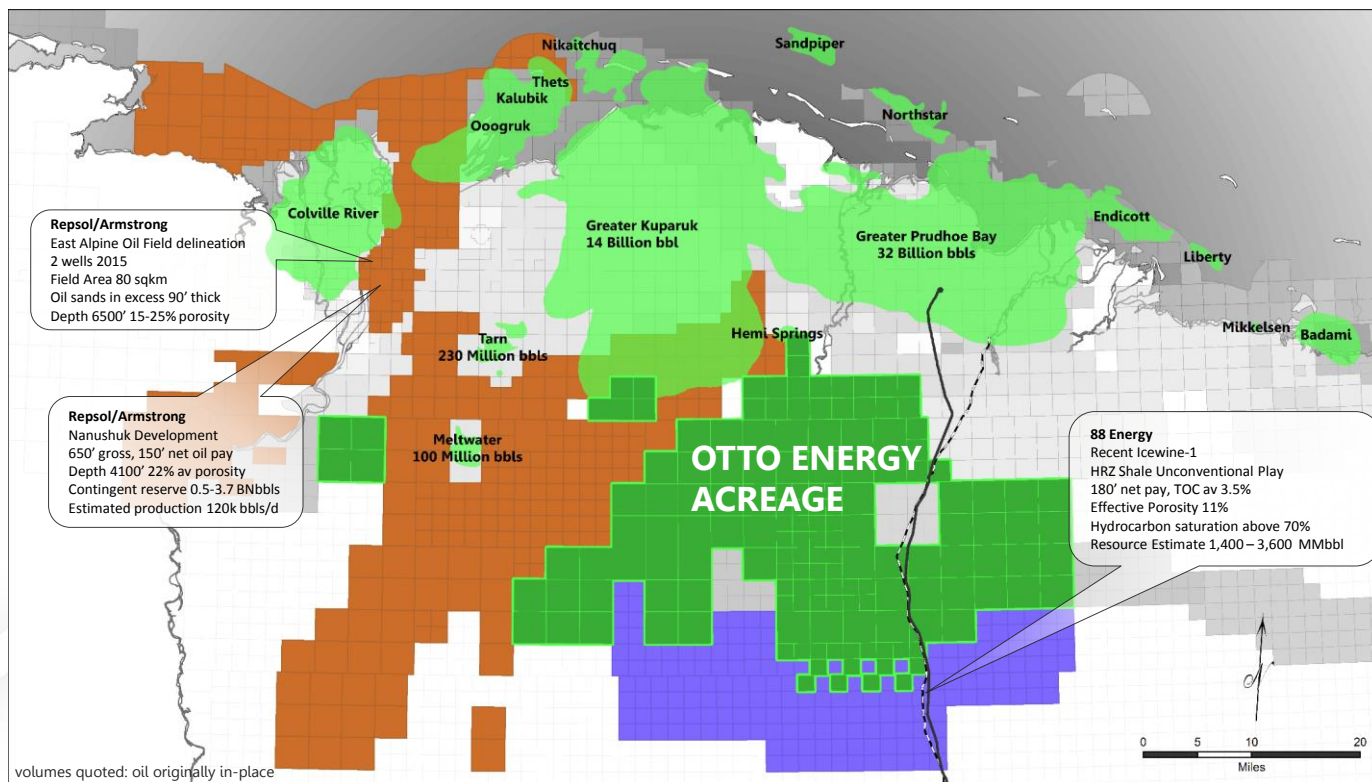 Nikaitchuq
Sandpiper
Thets
Kalubik
Northstar
Ooogruk
Colville River
Endicott
Greater Kuparuk
14 Billion bbl
Greater Prudhoe Bay
32 Billion bbls
Liberty
Repsol/Armstrong
East Alpine Oil Field delineation
2 wells 2015
Field Area 80 sqkm
Oil sands in excess 90’ thick
Depth 6500’ 15-25% porosity
Mikkelsen
Badami
Hemi Springs
Tarn
230 Million bbls
Repsol/Armstrong
Nanushuk Development
650’ gross, 150’ net oil pay
Depth 4100’ 22% av porosity
Contingent reserve 0.5-3.7 BNbbls
Estimated production 120k bbls/d
Meltwater
100 Million bbls
OTTO ENERGY
ACREAGE
88 Energy
Recent Icewine-1
HRZ Shale Unconventional Play
180’ net pay, TOC av 3.5%
Effective Porosity 11%
Hydrocarbon saturation above 70%
Resource Estimate 1,400 – 3,600 MMbbl
0 5 10 20
Miles
volumes quoted: oil originally in-place